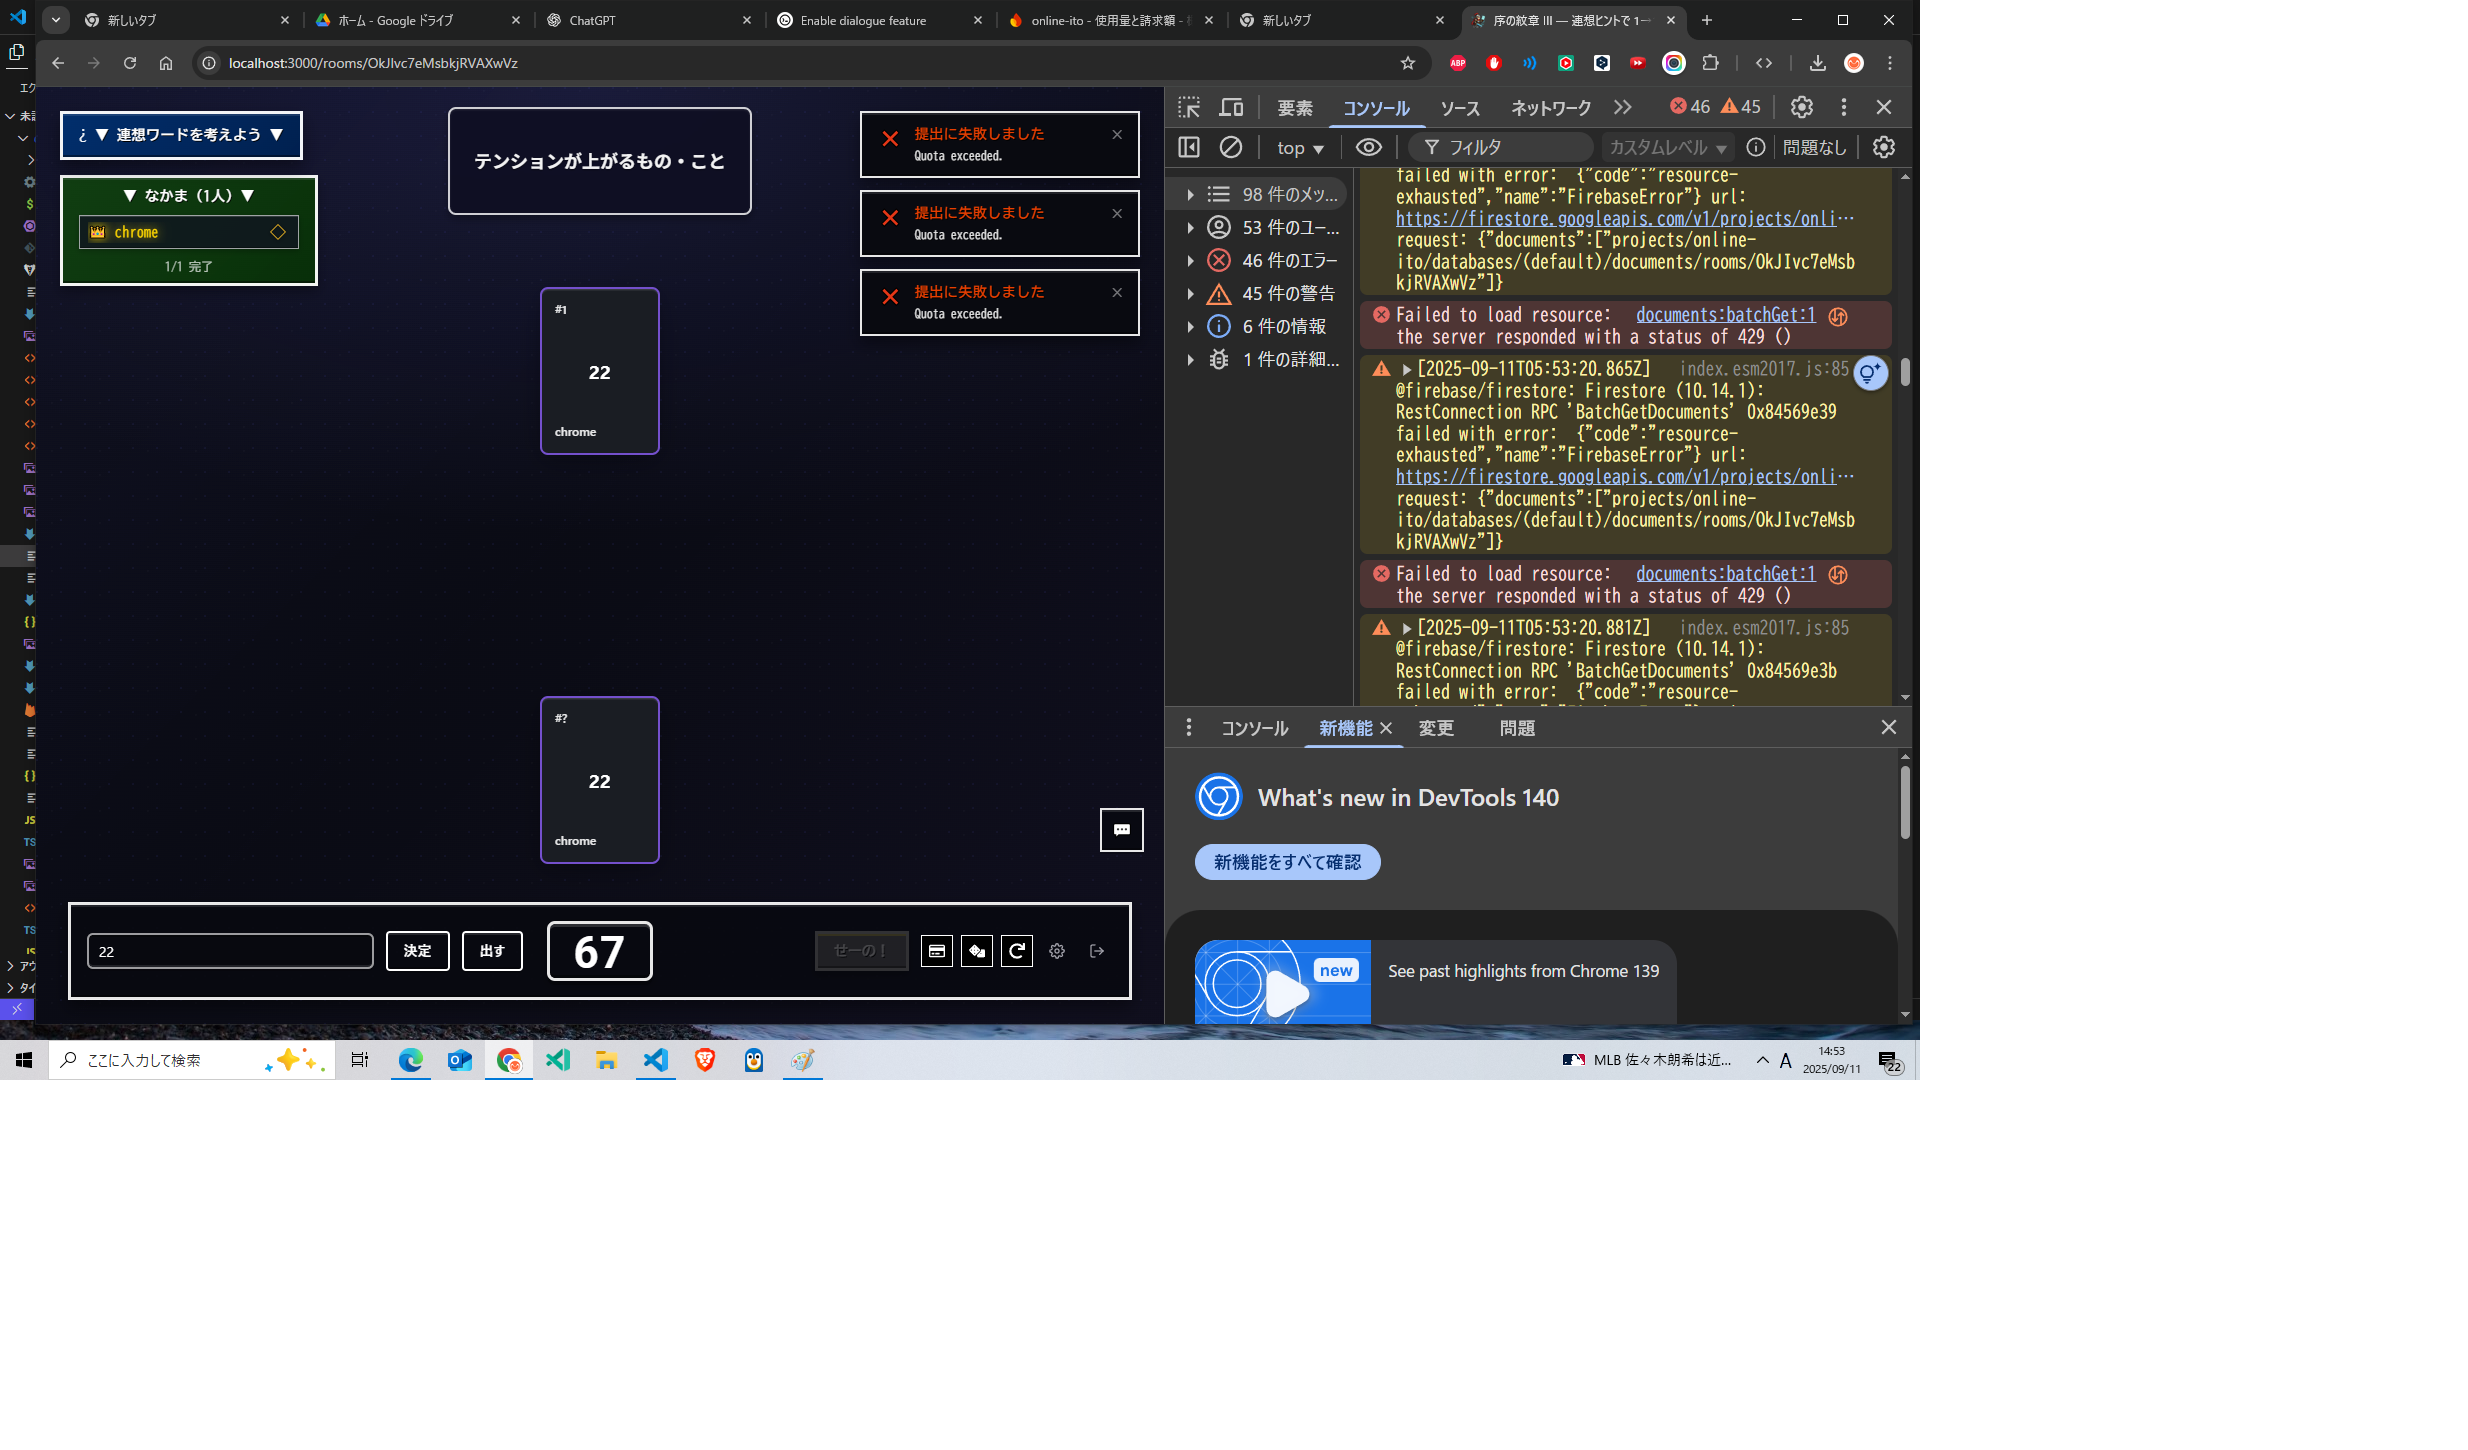 新しいタブ
ホーム - Google ドライブ
ChatGPT
Enable dialogue feature
online-ito - 使用量と請求額 -
新しいタブ
序の紋章 III — 連想ヒントで 1-
localhost:3000/rooms/OkJIvc7eMsbkjRVAXwVz
ABP
エク
未
アウ
タイ
¿ ▼ 連想ワードを考えよう ▼
▼ なかま（1人）▼
chrome
1/1 完了
テンションが上がるもの・こと
提出に失敗しました
Quota exceeded.
提出に失敗しました
Quota exceeded.
提出に失敗しました
Quota exceeded.
#1
22
chrome
#?
22
chrome
22
決定
出す
67
せーの！
要素
コンソール
ソース
ネットワーク
46
45
top
フィルタ
カスタムレベル
問題なし
98 件のメッ...
53 件のユー...
46 件のエラー
45 件の警告
6 件の情報
1 件の詳細...
failed with error: {"code":"resource-
exhausted","name":"FirebaseError"} url:
https://firestore.googleapis.com/v1/projects/onli…
request: {"documents":["projects/online-
ito/databases/(default)/documents/rooms/OkJIvc7eMsb
kjRVAXwVz"]}
Failed to load resource: documents:batchGet:1
the server responded with a status of 429 ()
[2025-09-11T05:53:20.865Z] index.esm2017.js:85
@firebase/firestore: Firestore (10.14.1):
RestConnection RPC 'BatchGetDocuments' 0x84569e39
failed with error: {"code":"resource-
exhausted","name":"FirebaseError"} url:
https://firestore.googleapis.com/v1/projects/onli…
request: {"documents":["projects/online-
ito/databases/(default)/documents/rooms/OkJIvc7eMsb
kjRVAXwVz"]}
Failed to load resource: documents:batchGet:1
the server responded with a status of 429 ()
[2025-09-11T05:53:20.881Z] index.esm2017.js:85
@firebase/firestore: Firestore (10.14.1):
RestConnection RPC 'BatchGetDocuments' 0x84569e3b
failed with error: {"code":"resource-
コンソール
新機能
変更
問題
What's new in DevTools 140
新機能をすべて確認
new
See past highlights from Chrome 139
ここに入力して検索
MLB 佐々木朗希は近...
A
14:53
2025/09/11
22